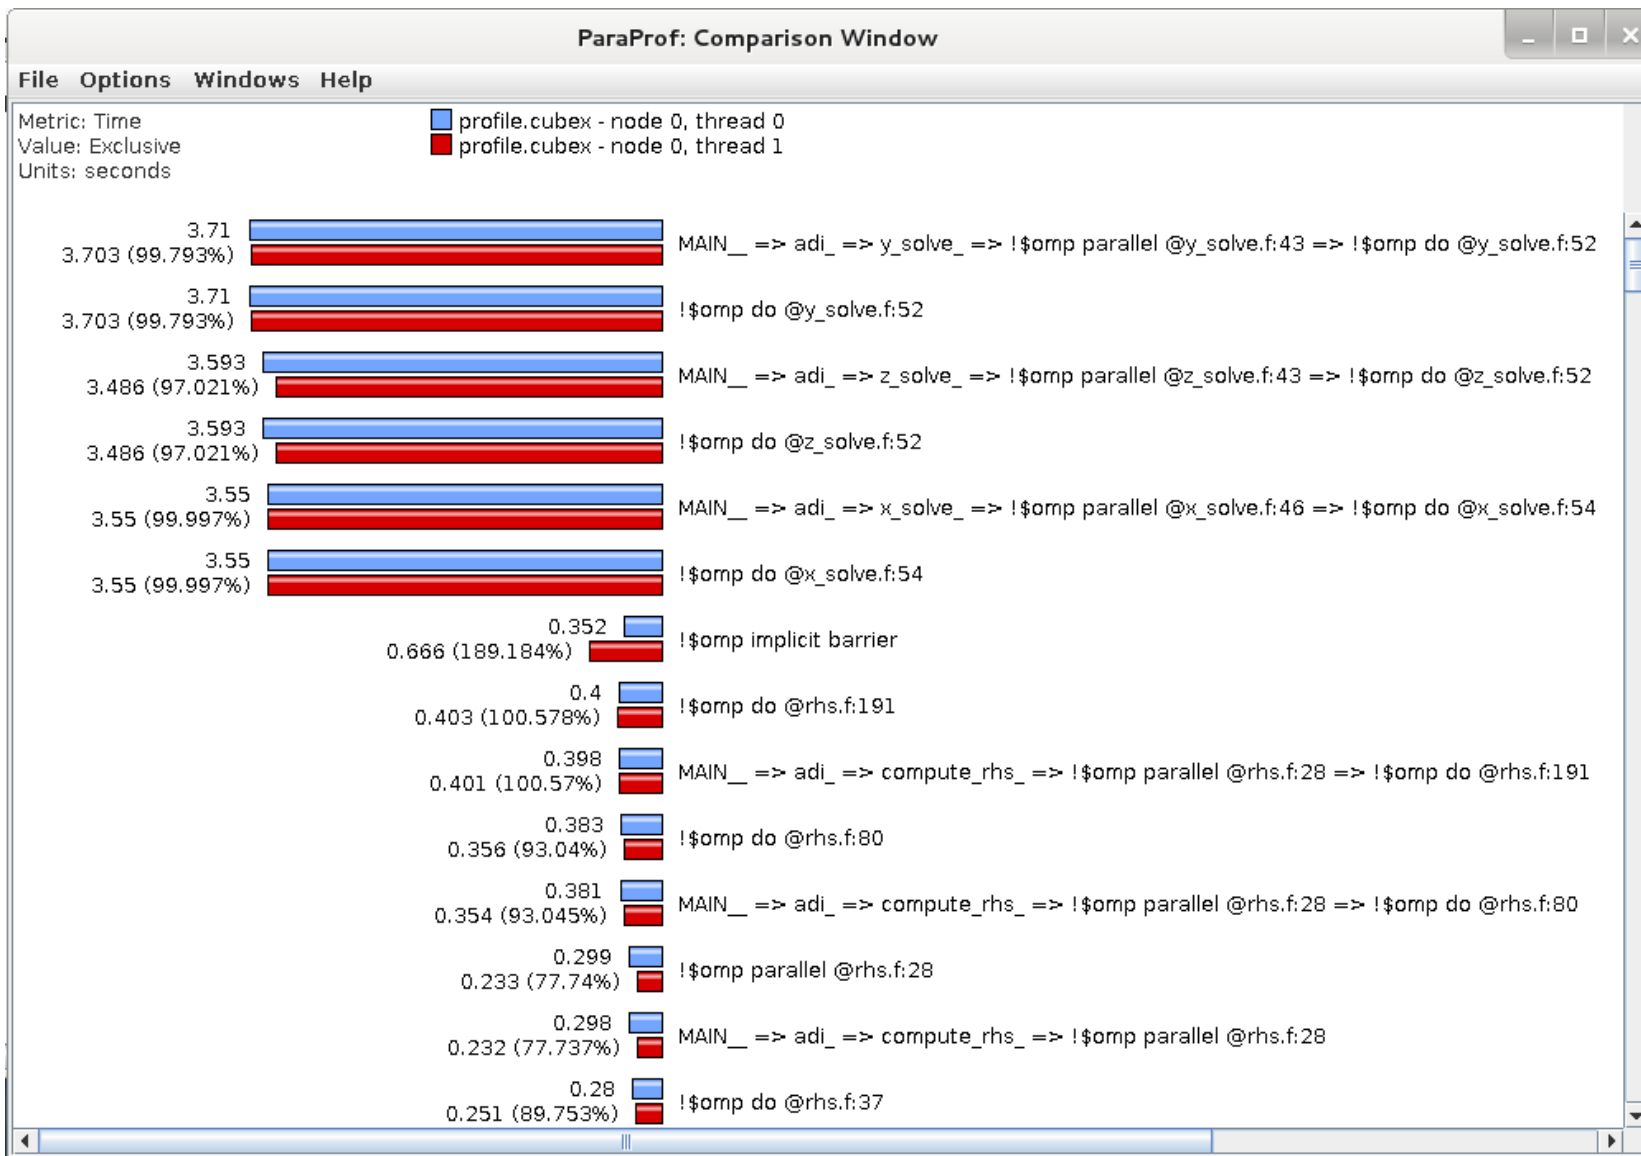 ParaProf: Comparison Window
File Options Windows Help
Metric: Time
Value: Exclusive
Units: seconds
profile.cubex - node 0, thread 0
profile.cubex - node 0, thread 1
3.71
3.703 (99.793%)
MAIN__ => adi_ => y_solve_ => !$omp parallel @y_solve.f:43 => !$omp do @y_solve.f:52
3.71
3.703 (99.793%)
!$omp do @y_solve.f:52
3.593
3.486 (97.021%)
MAIN__ => adi_ => z_solve_ => !$omp parallel @z_solve.f:43 => !$omp do @z_solve.f:52
3.593
3.486 (97.021%)
!$omp do @z_solve.f:52
3.55
3.55 (99.997%)
MAIN__ => adi_ => x_solve_ => !$omp parallel @x_solve.f:46 => !$omp do @x_solve.f:54
3.55
3.55 (99.997%)
!$omp do @x_solve.f:54
0.352
0.666 (189.184%)
!$omp implicit barrier
0.4
0.403 (100.578%)
!$omp do @rhs.f:191
0.398
0.401 (100.57%)
MAIN__ => adi_ => compute_rhs_ => !$omp parallel @rhs.f:28 => !$omp do @rhs.f:191
0.383
0.356 (93.04%)
!$omp do @rhs.f:80
0.381
0.354 (93.045%)
MAIN__ => adi_ => compute_rhs_ => !$omp parallel @rhs.f:28 => !$omp do @rhs.f:80
0.299
0.233 (77.74%)
!$omp parallel @rhs.f:28
0.298
0.232 (77.737%)
MAIN__ => adi_ => compute_rhs_ => !$omp parallel @rhs.f:28
0.28
0.251 (89.753%)
!$omp do @rhs.f:37